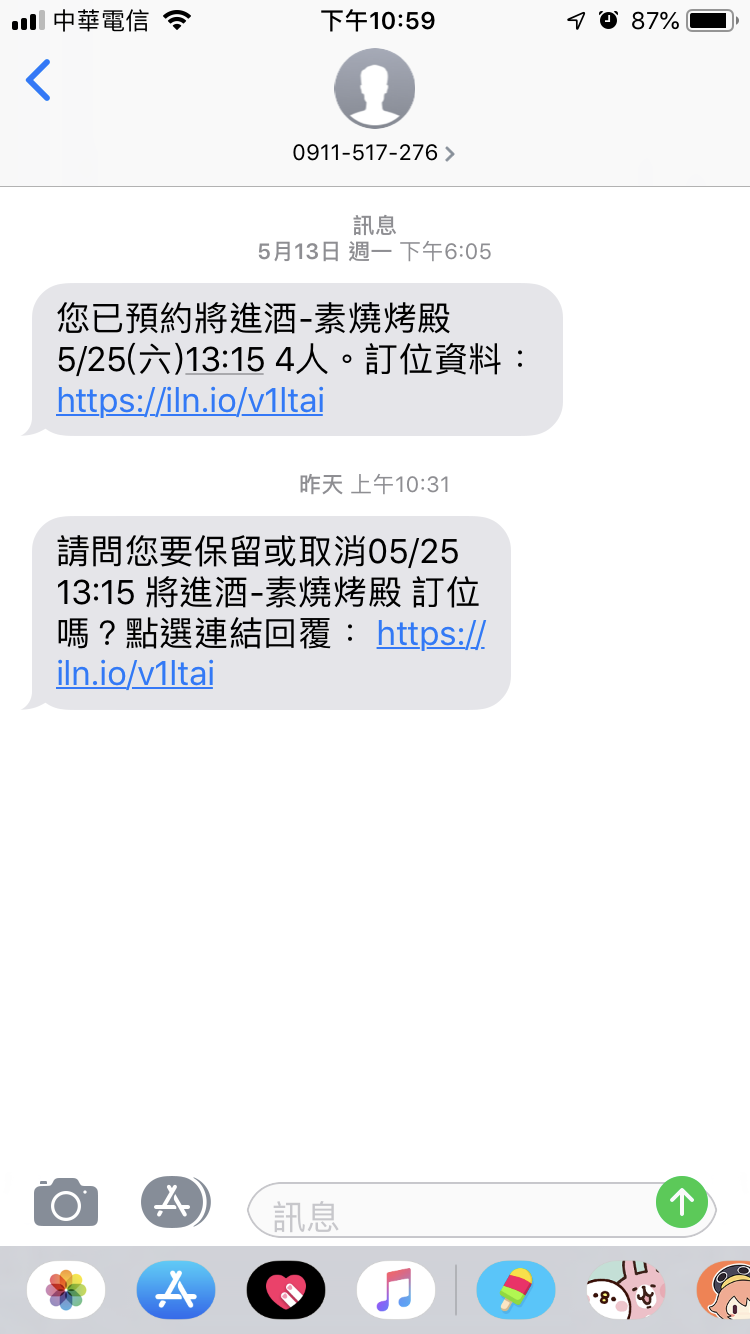 中華電信 下午10:59 87%
0911-517-276
訊息
5月13日 週一 下午6:05
您已預約將進酒-素燒烤殿
5/25(六)13:15 4人。訂位資料：
https://iln.io/v1ltai
昨天 上午10:31
請問您要保留或取消05/25
13:15 將進酒-素燒烤殿 訂位
嗎？點選連結回覆： https://
iln.io/v1ltai
訊息